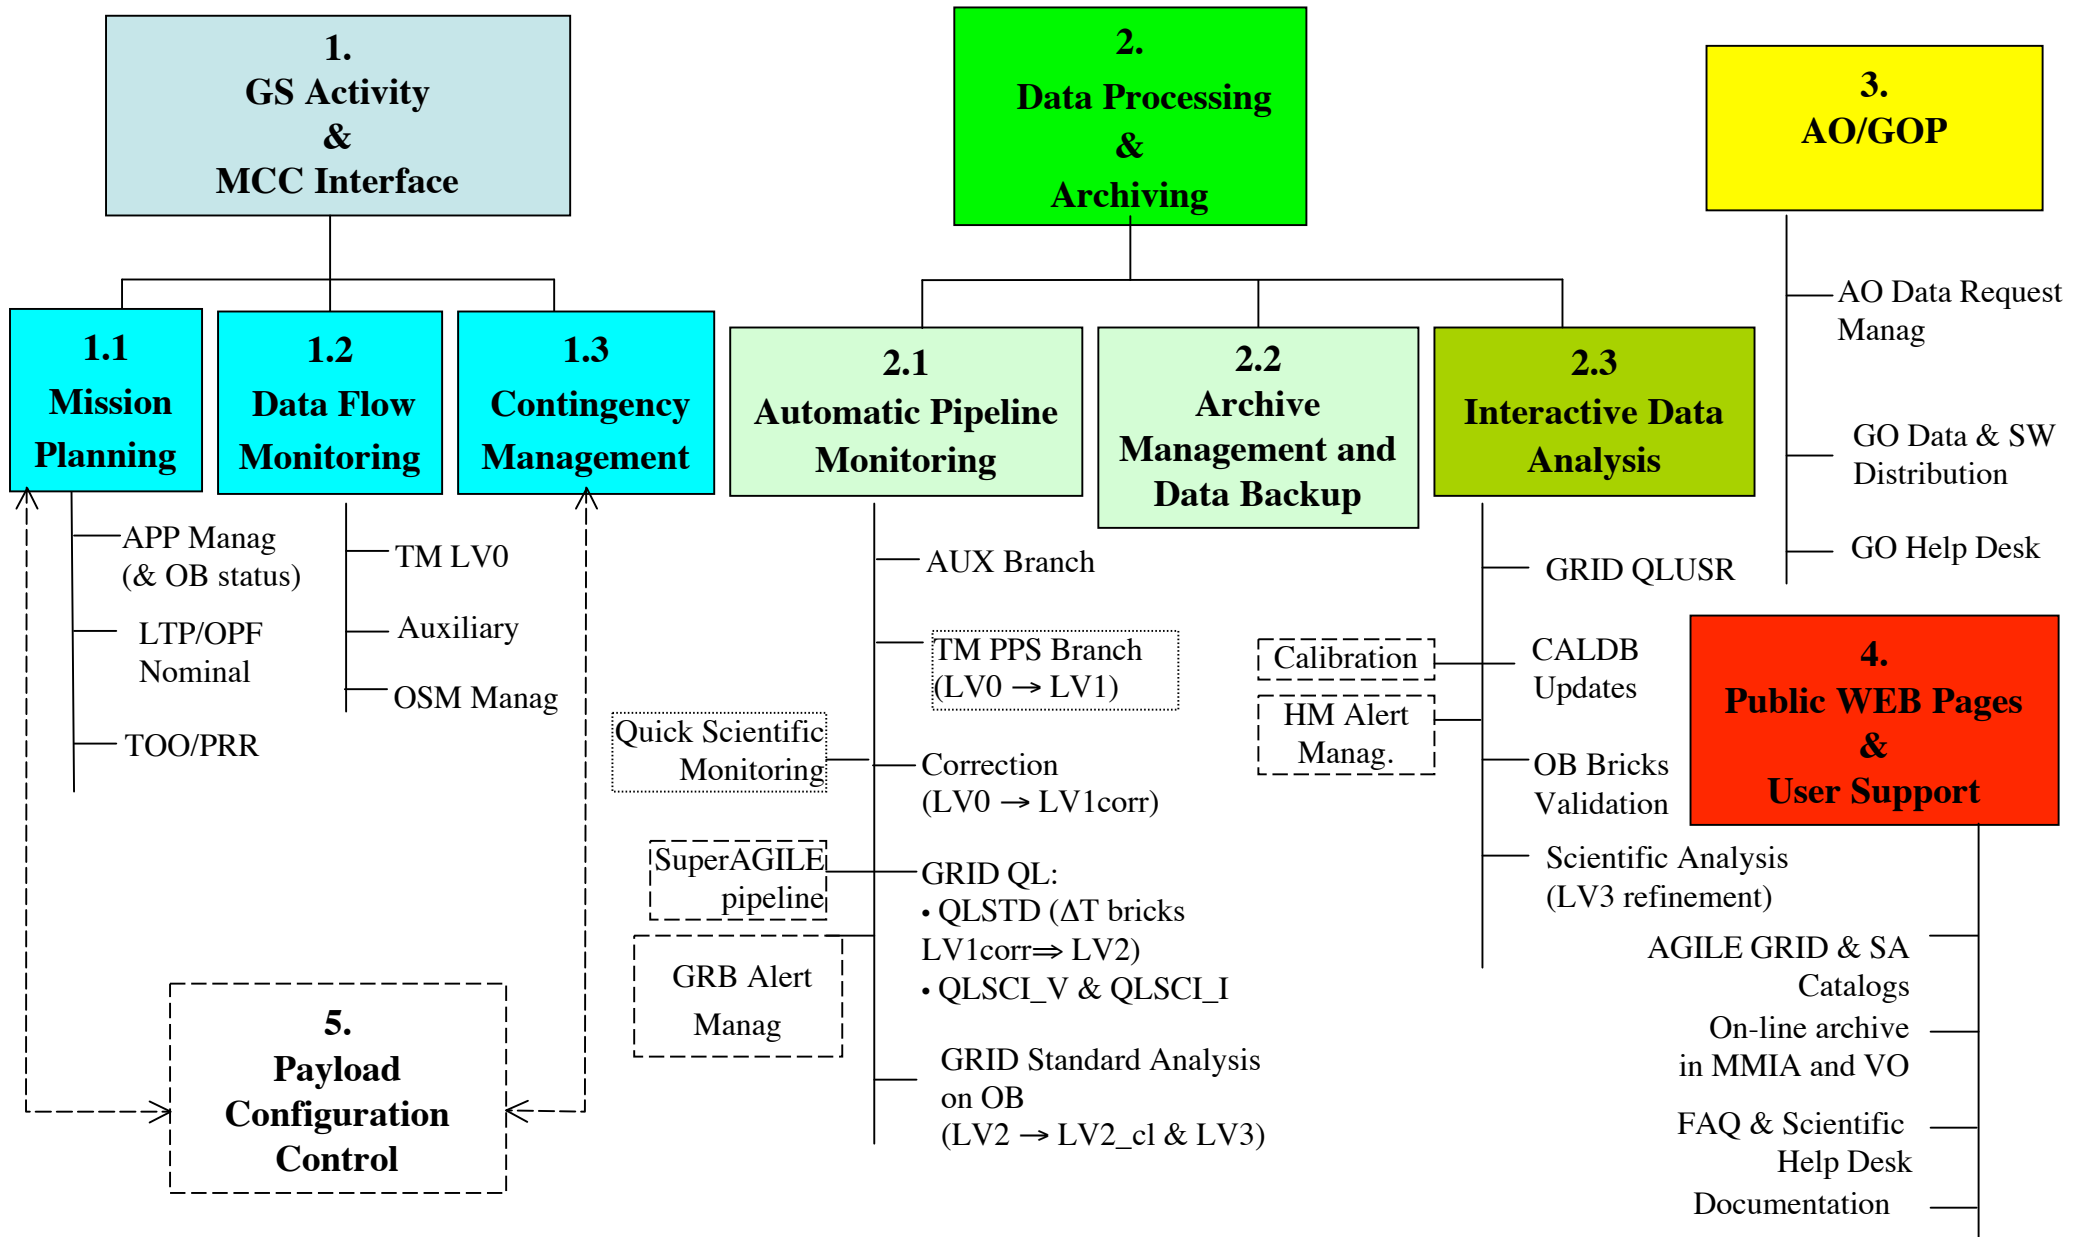 1.
GS Activity
&
MCC Interface
2.
Data Processing
&
Archiving
3.
AO/GOP
1.1
Mission
Planning
1.2
Data Flow
Monitoring
1.3
Contingency
Management
2.1
Automatic Pipeline
Monitoring
2.2
Archive
Management and
Data Backup
2.3
Interactive Data
Analysis
AO Data Request
Manag
GO Data & SW
Distribution
GO Help Desk
APP Manag
(& OB status)
LTP/OPF
Nominal
TOO/PRR
TM LV0
Auxiliary
OSM Manag
AUX Branch
TM PPS Branch
(LV0 → LV1)
Quick Scientific
Monitoring
Correction
(LV0 → LV1corr)
SuperAGILE
pipeline
GRID QL:
• QLSTD (ΔT bricks
LV1corr⇒ LV2)
• QLSCI_V & QLSCI_I
GRB Alert
Manag
GRID Standard Analysis
on OB
(LV2 → LV2_cl & LV3)
GRID QLUSR
Calibration
CALDB
Updates
HM Alert
Manag.
OB Bricks
Validation
Scientific Analysis
(LV3 refinement)
4.
Public WEB Pages
&
User Support
AGILE GRID & SA
Catalogs
On-line archive
in MMIA and VO
FAQ & Scientific
Help Desk
Documentation
5.
Payload
Configuration
Control